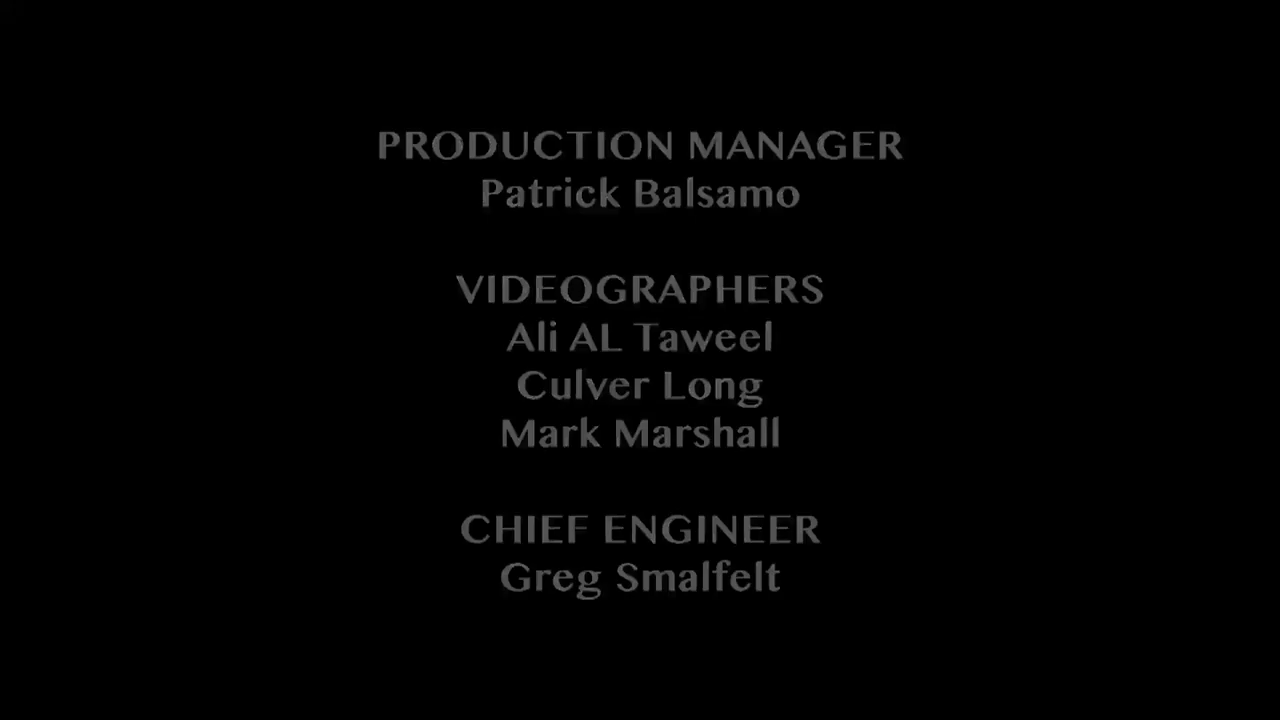 PRODUCTION MANAGER
Patrick Balsamo
VIDEOGRAPHERS
Ali AL Taweel
Culver Long
Mark Marshall
CHIEF ENGINEER
Greg Smalfelt